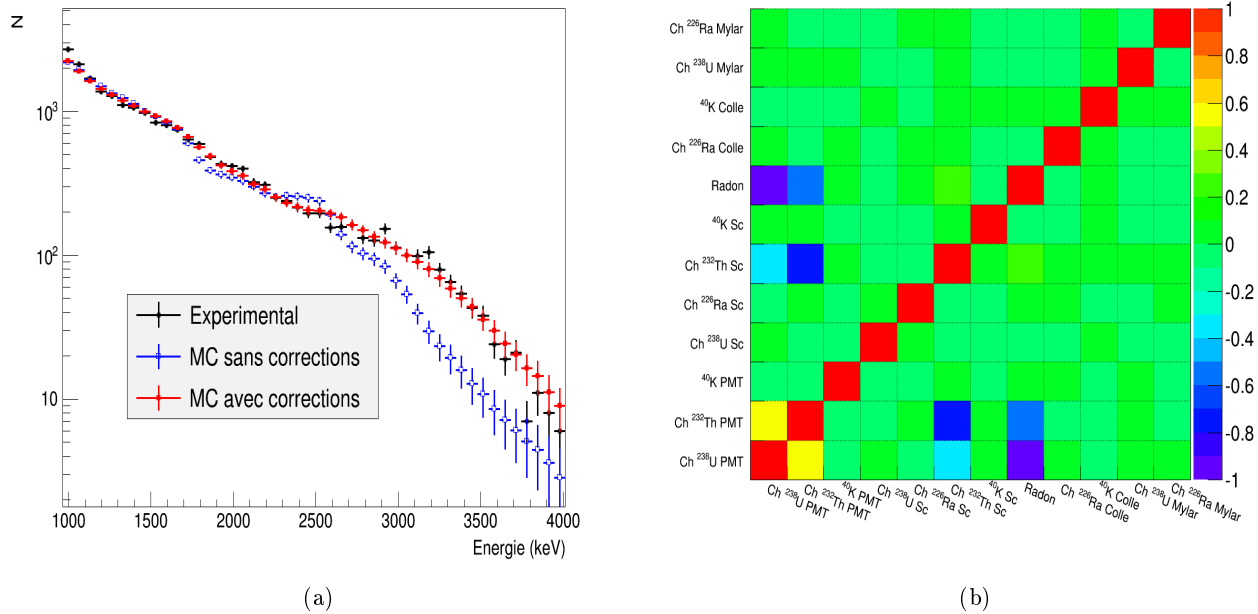 N
10³
10²
10
1000
1500
2000
2500
3000
3500
4000
Energie (keV)
Experimental
MC sans corrections
MC avec corrections
(a)
Ch ²²⁶Ra Mylar
Ch ²³⁸U Mylar
⁴⁰K Colle
Ch ²²⁶Ra Colle
Radon
⁴⁰K Sc
Ch ²³²Th Sc
Ch ²²⁶Ra Sc
Ch ²³⁸U Sc
⁴⁰K PMT
Ch ²³²Th PMT
Ch ²³⁸U PMT
Ch ²³⁸U PMT
Ch ²³²Th PMT
⁴⁰K PMT
Ch ²³⁸U Sc
Ch ²²⁶Ra Sc
Ch ²³²Th Sc
⁴⁰K Sc
Radon
Ch ²²⁶Ra Colle
⁴⁰K Colle
Ch ²³⁸U Mylar
Ch ²²⁶Ra Mylar
1
0.8
0.6
0.4
0.2
0
-0.2
-0.4
-0.6
-0.8
-1
(b)